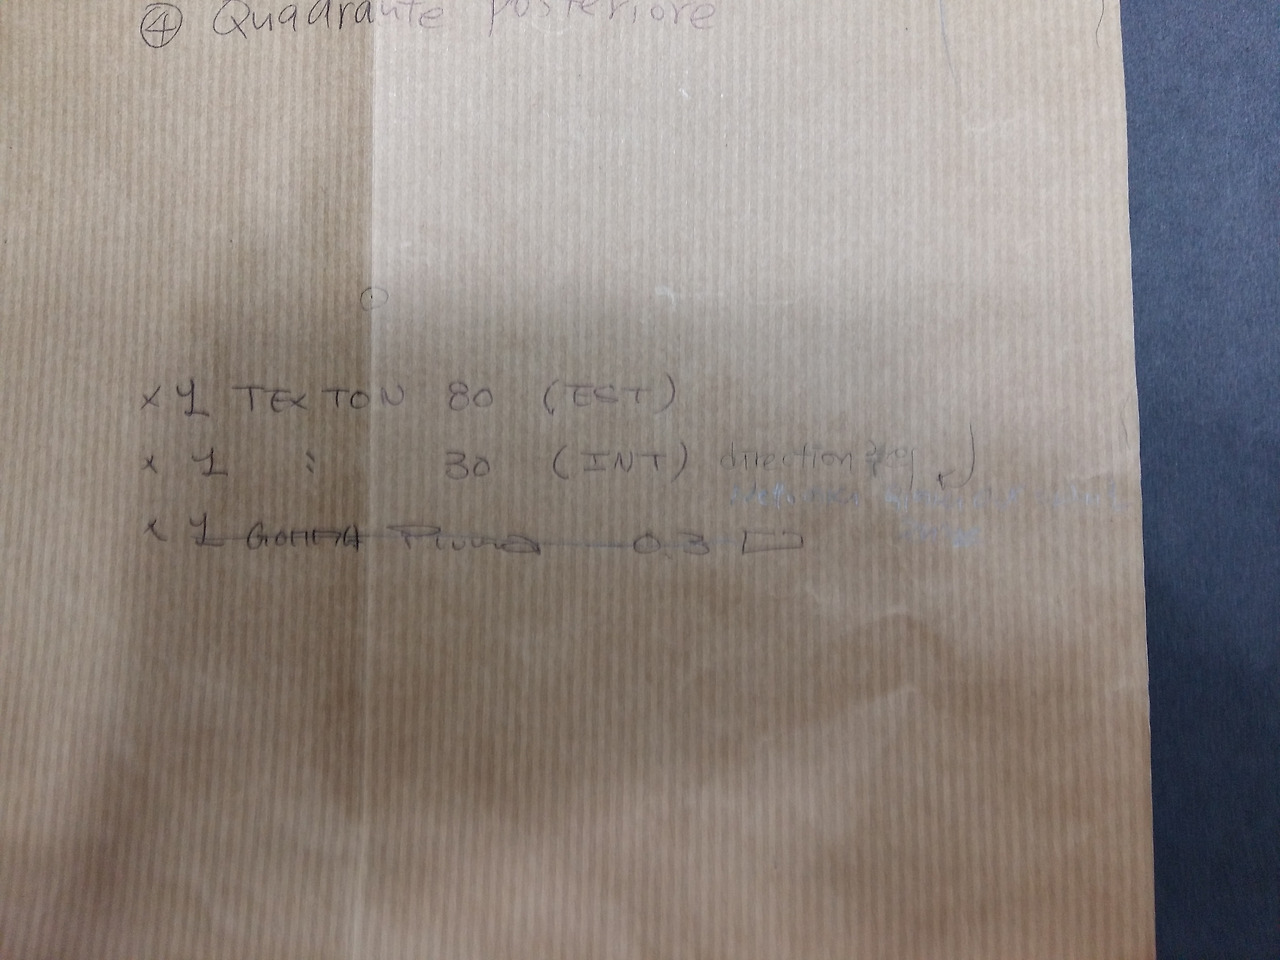 ④ Quadrante Posteriore
x 1 TEXTON 80 (EST)
x 1 : 30 (INT) direction
x 1 GOMMA Piuma 0.3